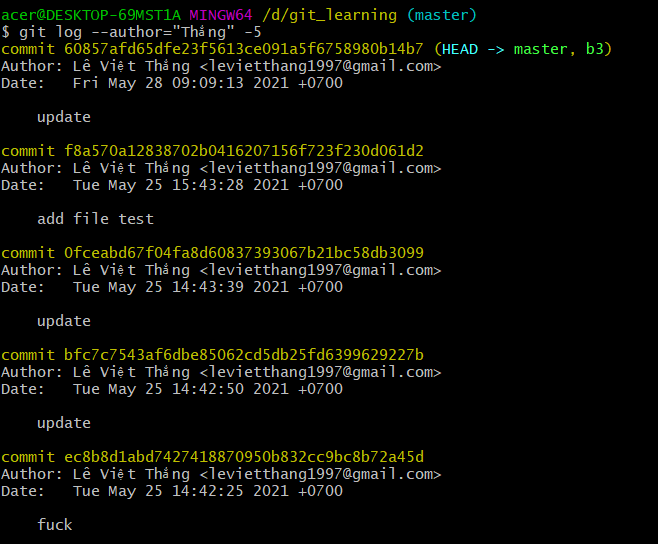 acer@DESKTOP-69MST1A MINGW64 /d/git_learning (master)
$ git log --author="Thắng" -5
commit 60857afd65dfe23f5613ce091a5f6758980b14b7 (HEAD -> master, b3)
Author: Lê Việt Thắng <levietthang1997@gmail.com>
Date:   Fri May 28 09:09:13 2021 +0700
    update
commit f8a570a12838702b0416207156f723f230d061d2
Author: Lê Việt Thắng <levietthang1997@gmail.com>
Date:   Tue May 25 15:43:28 2021 +0700
    add file test
commit 0fceabd67f04fa8d60837393067b21bc58db3099
Author: Lê Việt Thắng <levietthang1997@gmail.com>
Date:   Tue May 25 14:43:39 2021 +0700
    update
commit bfc7c7543af6dbe85062cd5db25fd6399629227b
Author: Lê Việt Thắng <levietthang1997@gmail.com>
Date:   Tue May 25 14:42:50 2021 +0700
    update
commit ec8b8d1abd7427418870950b832cc9bc8b72a45d
Author: Lê Việt Thắng <levietthang1997@gmail.com>
Date:   Tue May 25 14:42:25 2021 +0700
    fuck